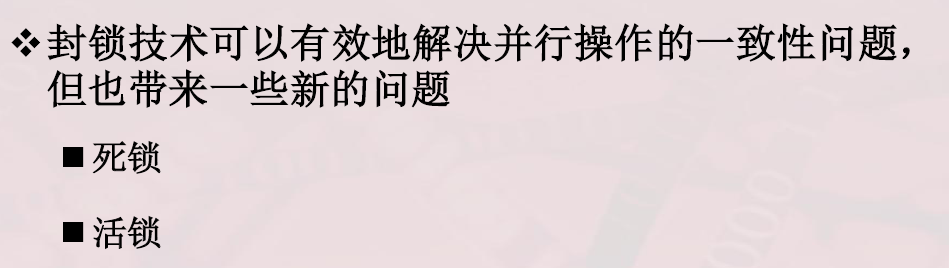 ❖封锁技术可以有效地解决并行操作的一致性问题，
但也带来一些新的问题
■死锁
■活锁